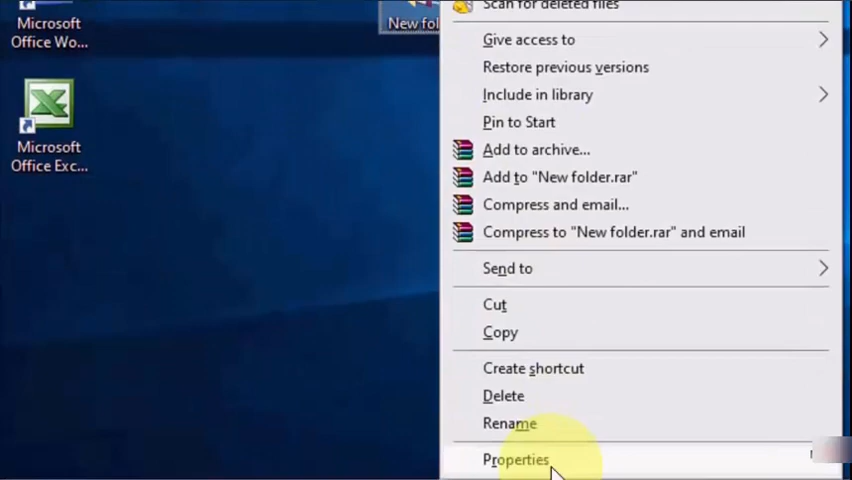 Scan for deleted files
Microsoft
Office Wo...
New fol
Give access to
Restore previous versions
Include in library
Pin to Start
Microsoft
Office Exc...
Add to archive...
Add to "New folder.rar"
Compress and email...
Compress to "New folder.rar" and email
Send to
Cut
Copy
Create shortcut
Delete
Rename
Properties